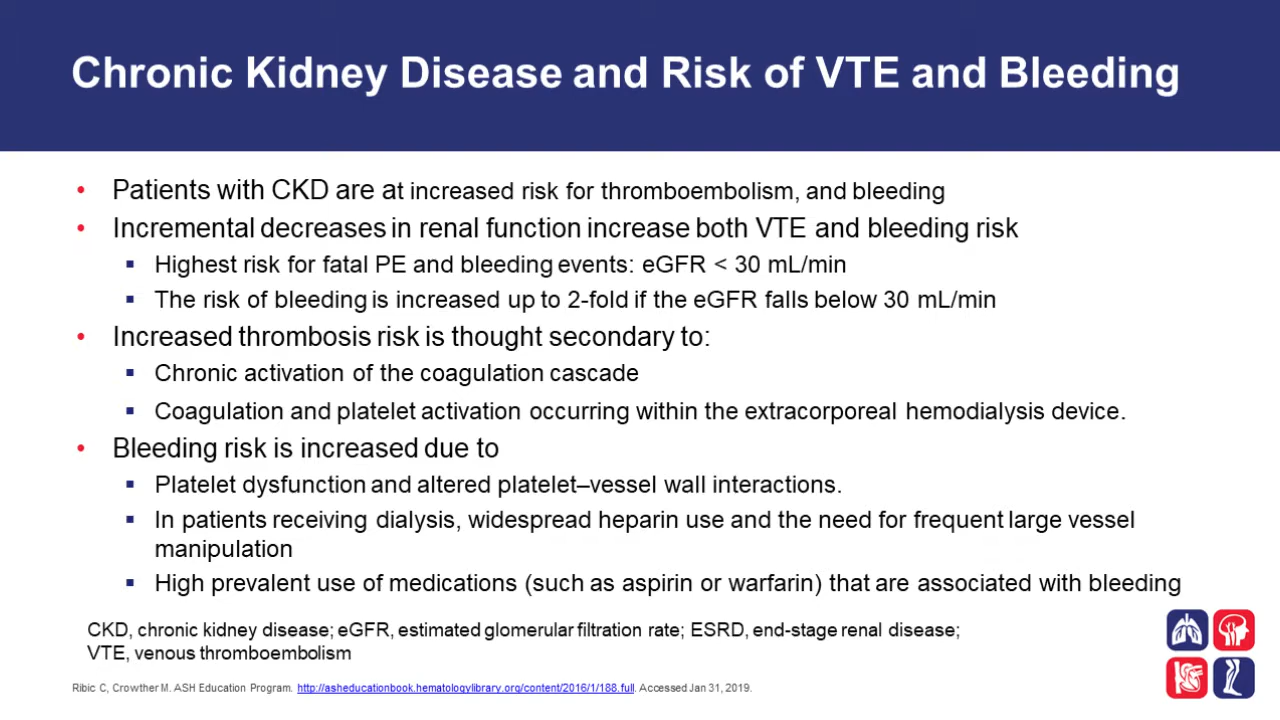 Chronic Kidney Disease and Risk of VTE and Bleeding
• Patients with CKD are at increased risk for thromboembolism, and bleeding
• Incremental decreases in renal function increase both VTE and bleeding risk
▪ Highest risk for fatal PE and bleeding events: eGFR < 30 mL/min
▪ The risk of bleeding is increased up to 2-fold if the eGFR falls below 30 mL/min
• Increased thrombosis risk is thought secondary to:
▪ Chronic activation of the coagulation cascade
▪ Coagulation and platelet activation occurring within the extracorporeal hemodialysis device.
• Bleeding risk is increased due to
▪ Platelet dysfunction and altered platelet–vessel wall interactions.
▪ In patients receiving dialysis, widespread heparin use and the need for frequent large vessel
manipulation
▪ High prevalent use of medications (such as aspirin or warfarin) that are associated with bleeding
CKD, chronic kidney disease; eGFR, estimated glomerular filtration rate; ESRD, end-stage renal disease;
VTE, venous thromboembolism
Ribic C, Crowther M. ASH Education Program. http://asheducationbook.hematologylibrary.org/content/2016/1/188.full. Accessed Jan 31, 2019.